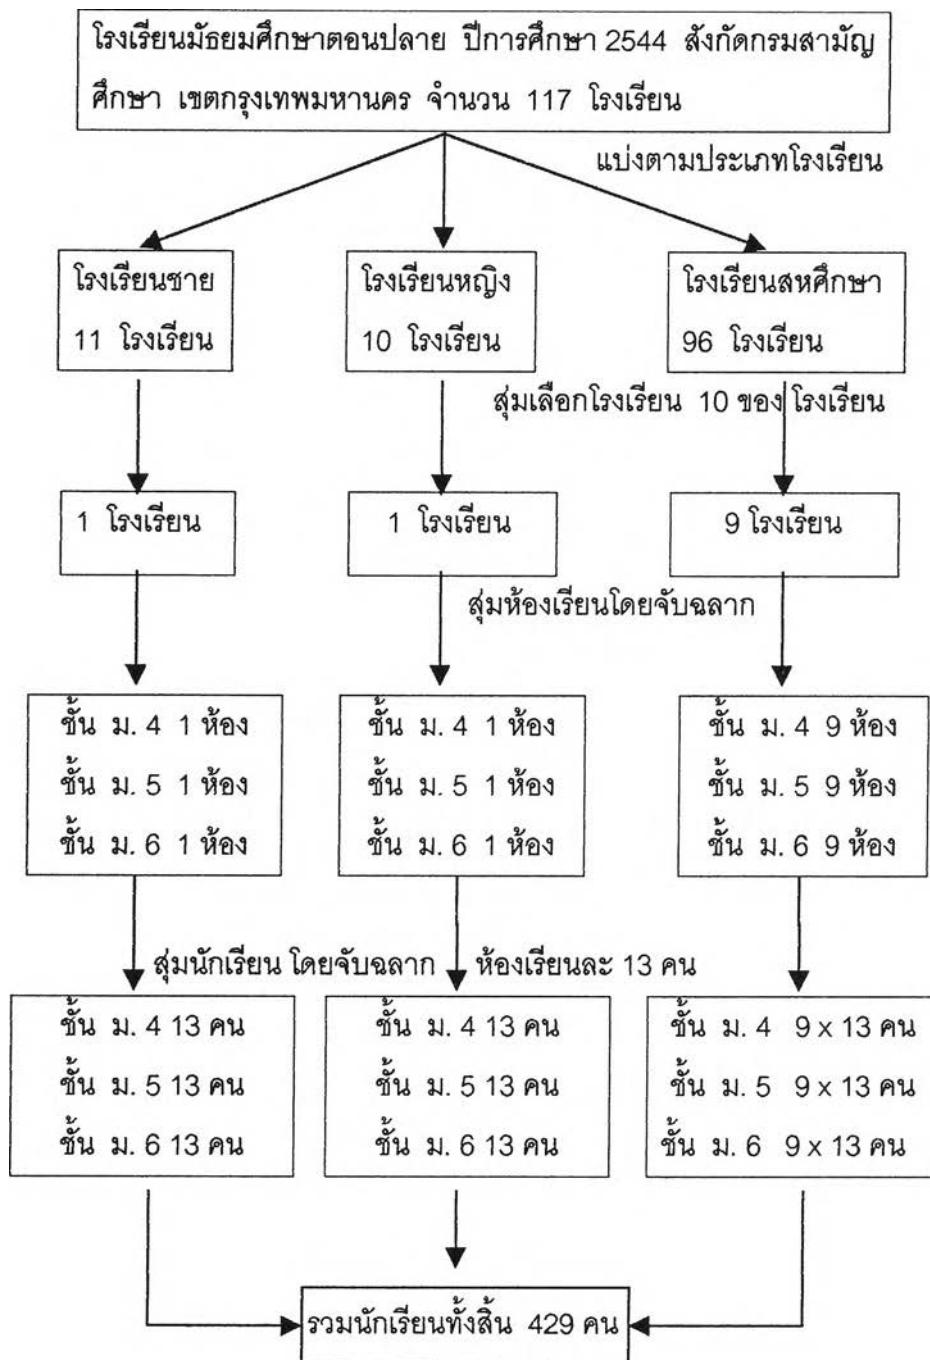 โรงเรียนมัธยมศึกษาตอนปลาย ปีการศึกษา 2544 สังกัดกรมสามัญ
ศึกษา เขตกรุงเทพมหานคร จำนวน 117 โรงเรียน
แบ่งตามประเภทโรงเรียน
โรงเรียนชาย
11 โรงเรียน
โรงเรียนหญิง
10 โรงเรียน
โรงเรียนสหศึกษา
96 โรงเรียน
สุ่มเลือกโรงเรียน 10 ของ โรงเรียน
1 โรงเรียน
1 โรงเรียน
9 โรงเรียน
สุ่มห้องเรียนโดยจับฉลาก
ชั้น ม. 4 1 ห้อง
ชั้น ม. 5 1 ห้อง
ชั้น ม. 6 1 ห้อง
ชั้น ม. 4 1 ห้อง
ชั้น ม. 5 1 ห้อง
ชั้น ม. 6 1 ห้อง
ชั้น ม. 4 9 ห้อง
ชั้น ม. 5 9 ห้อง
ชั้น ม. 6 9 ห้อง
สุ่มนักเรียน โดยจับฉลาก ห้องเรียนละ 13 คน
ชั้น ม. 4 13 คน
ชั้น ม. 5 13 คน
ชั้น ม. 6 13 คน
ชั้น ม. 4 13 คน
ชั้น ม. 5 13 คน
ชั้น ม. 6 13 คน
ชั้น ม. 4 9 x 13 คน
ชั้น ม. 5 9 x 13 คน
ชั้น ม. 6 9 x 13 คน
รวมนักเรียนทั้งสิ้น 429 คน